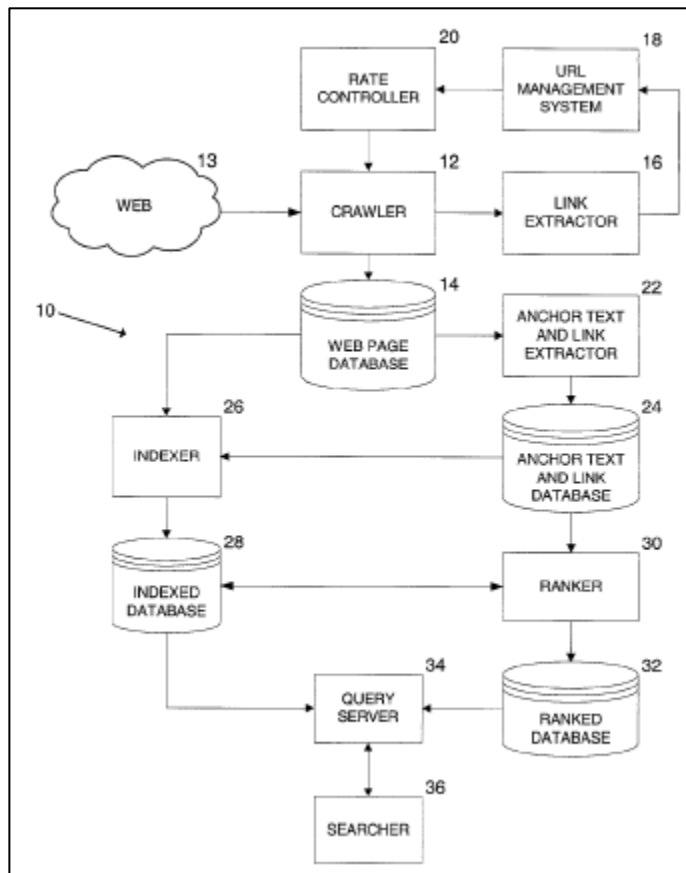 20
18
RATE
CONTROLLER
URL
MANAGEMENT
SYSTEM
13
12
16
WEB
CRAWLER
LINK
EXTRACTOR
14
22
10
WEB PAGE
DATABASE
ANCHOR TEXT
AND LINK
EXTRACTOR
26
24
INDEXER
ANCHOR TEXT
AND LINK
DATABASE
28
30
INDEXED
DATABASE
RANKER
34
32
QUERY
SERVER
RANKED
DATABASE
36
SEARCHER